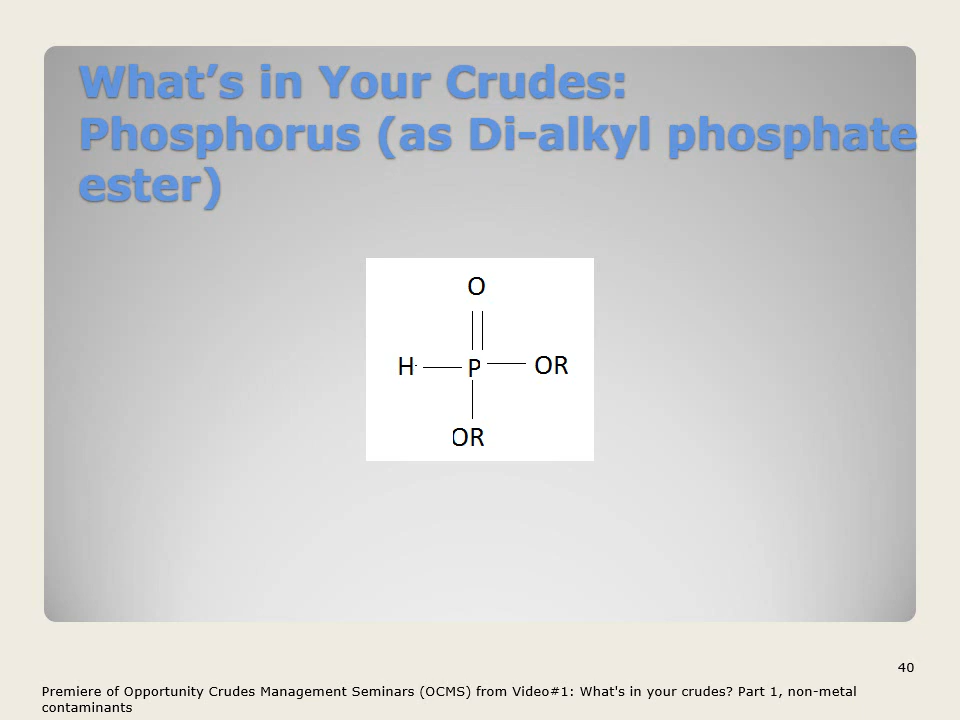 What’s in Your Crudes:
Phosphorus (as Di-alkyl phosphate
ester)
O
H P OR
OR
40
Premiere of Opportunity Crudes Management Seminars (OCMS) from Video#1: What's in your crudes? Part 1, non-metal
contaminants